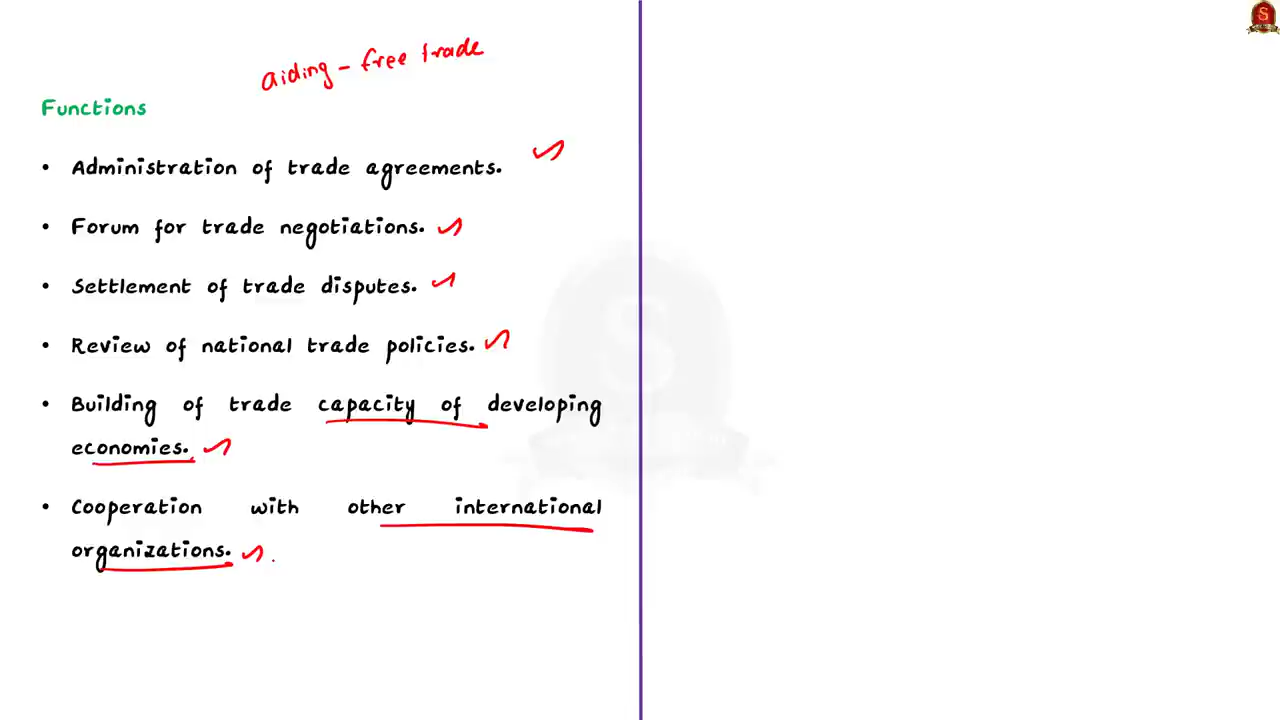 aiding - free trade
Functions
• Administration of trade agreements.
• Forum for trade negotiations.
• Settlement of trade disputes.
• Review of national trade policies.
• Building of trade capacity of developing
economies.
• Cooperation with other international
organizations.